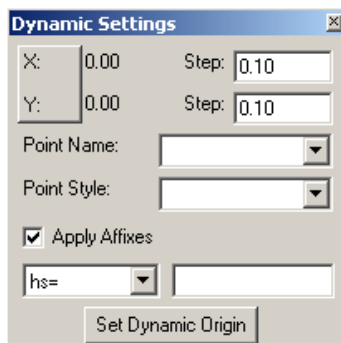 Dynamic Settings
X: 0.00 Step: 0.10
Y: 0.00 Step: 0.10
Point Name:
Point Style:
Apply Affixes
hs=
Set Dynamic Origin